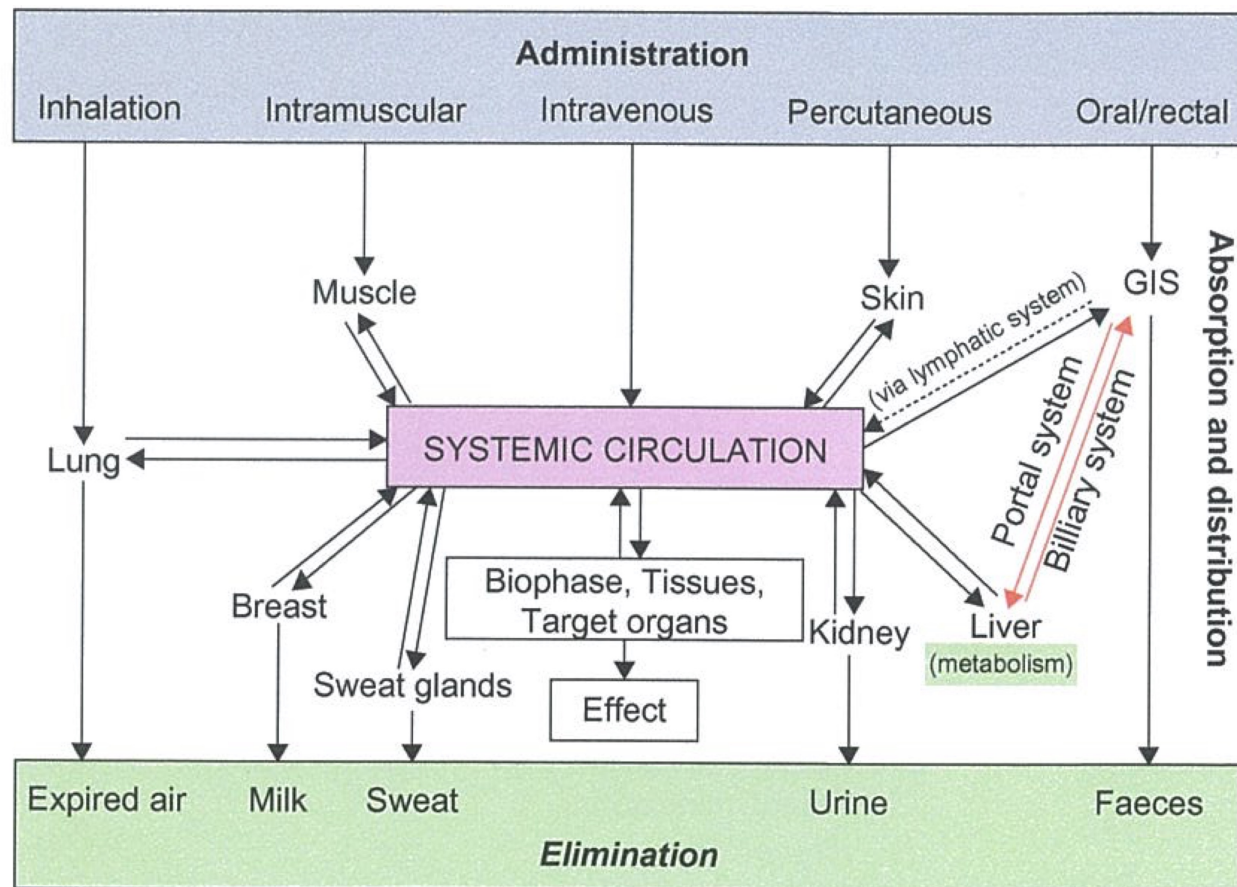 Administration
Inhalation Intramuscular Intravenous Percutaneous Oral/rectal
Absorption and distribution
Muscle
Skin
GIS
(via lymphatic system)
Portal system
Billiary system
SYSTEMIC CIRCULATION
Lung
Breast
Biophase, Tissues,
Target organs
Kidney
Liver
(metabolism)
Sweat glands
Effect
Expired air Milk Sweat Urine Faeces
Elimination